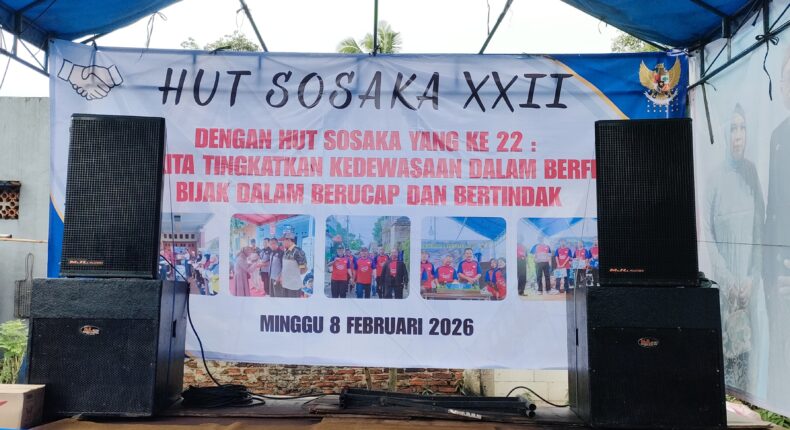 HUT SOSAKA XXII
DENGAN HUT SOSAKA YANG KE 22 :
TINGKATKAN KEDEWASAAN DALAM
BIJAK DALAM BERUCAP DAN BERTINDAK
MINGGU 8 FEBRUARI 2026